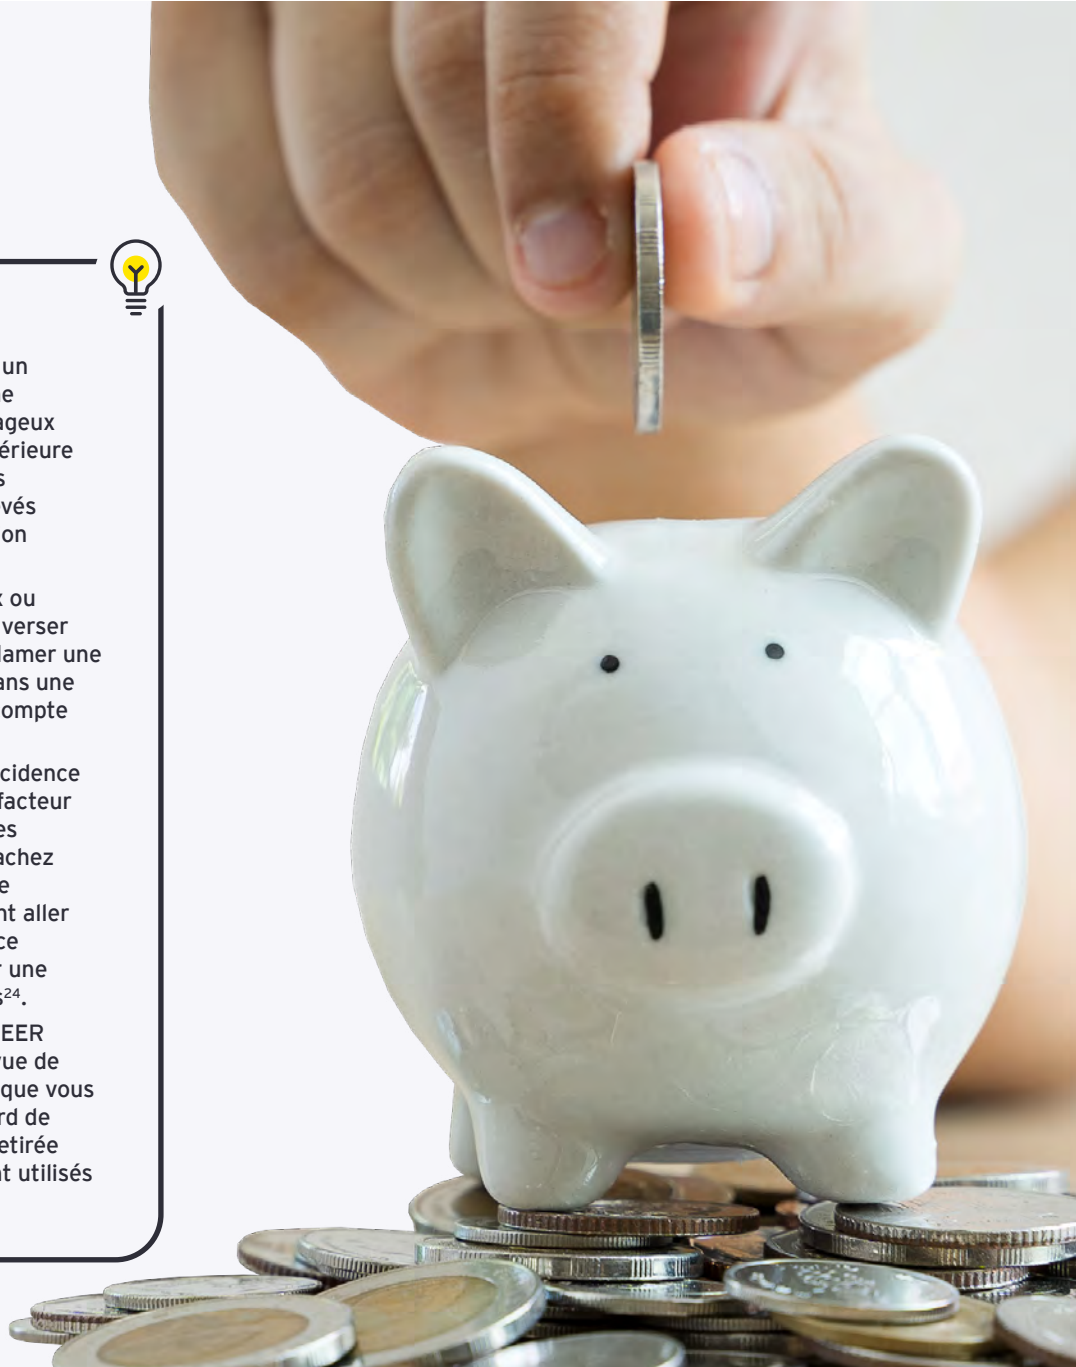 un
e
ageux
érieure
s
vés
on
x ou
verser
lamer une
ans une
ompte
cidence
facteur
es
achez
e
nt aller
ce
r une
s²⁴.
EER
vue de
que vous
rd de
etirée
nt utilisés